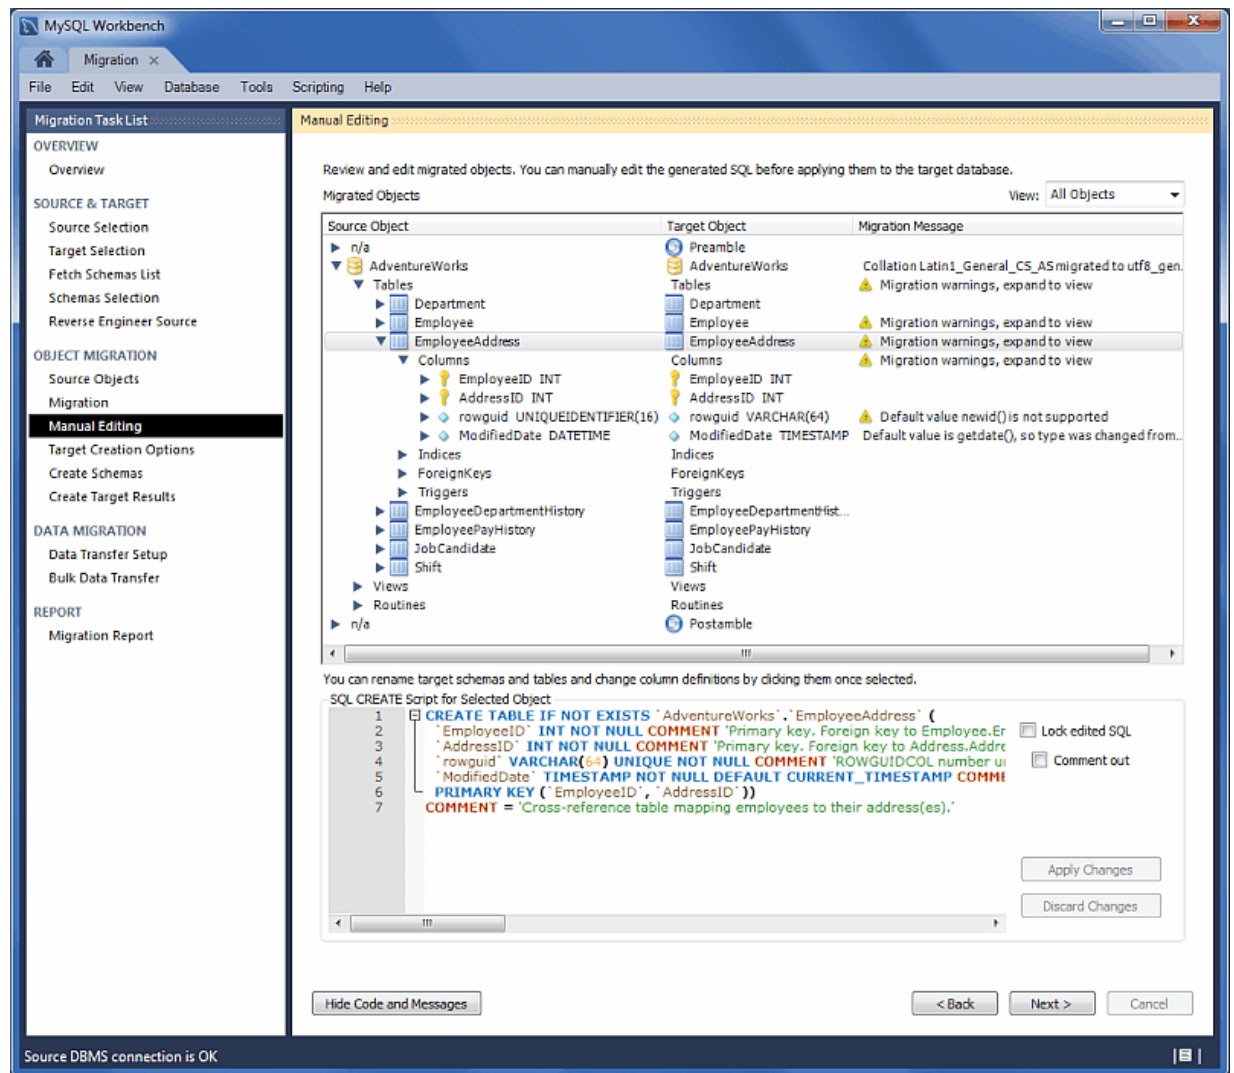 MySQL Workbench
Migration
File Edit View Database Tools Scripting Help
Migration Task List
OVERVIEW
Overview
SOURCE & TARGET
Source Selection
Target Selection
Fetch Schemas List
Schemas Selection
Reverse Engineer Source
OBJECT MIGRATION
Source Objects
Migration
Manual Editing
Target Creation Options
Create Schemas
Create Target Results
DATA MIGRATION
Data Transfer Setup
Bulk Data Transfer
REPORT
Migration Report
Manual Editing
Review and edit migrated objects. You can manually edit the generated SQL before applying them to the target database.
Migrated Objects View: All Objects
Source Object Target Object Migration Message
n/a Preamble
AdventureWorks AdventureWorks Collation Latin1_General_CS_AS migrated to utf8_gen.
Tables Tables Migration warnings, expand to view
Department Department
Employee Employee Migration warnings, expand to view
EmployeeAddress EmployeeAddress Migration warnings, expand to view
Columns Columns Migration warnings, expand to view
EmployeeID INT EmployeeID INT
AddressID INT AddressID INT
rowguid UNIQUEIDENTIFIER(16) rowguid VARCHAR(64) Default value newid() is not supported
ModifiedDate DATETIME ModifiedDate TIMESTAMP Default value is getdate(), so type was changed from..
Indices Indices
ForeignKeys ForeignKeys
Triggers Triggers
EmployeeDepartmentHistory EmployeeDepartmentHist...
EmployeePayHistory EmployeePayHistory
JobCandidate JobCandidate
Shift Shift
Views Views
Routines Routines
n/a Postamble
You can rename target schemas and tables and change column definitions by clicking them once selected.
SQL CREATE Script for Selected Object
1 CREATE TABLE IF NOT EXISTS `AdventureWorks`.`EmployeeAddress` (
2 `EmployeeID` INT NOT NULL COMMENT 'Primary key. Foreign key to Employee.Er
3 `AddressID` INT NOT NULL COMMENT 'Primary key. Foreign key to Address.Addre
4 `rowguid` VARCHAR(64) UNIQUE NOT NULL COMMENT 'ROWGUIDCOL number ui
5 `ModifiedDate` TIMESTAMP NOT NULL DEFAULT CURRENT_TIMESTAMP COMME
6 PRIMARY KEY (`EmployeeID`, `AddressID`))
7 COMMENT = 'Cross-reference table mapping employees to their address(es).'
Lock edited SQL
Comment out
Apply Changes
Discard Changes
Hide Code and Messages < Back Next > Cancel
Source DBMS connection is OK